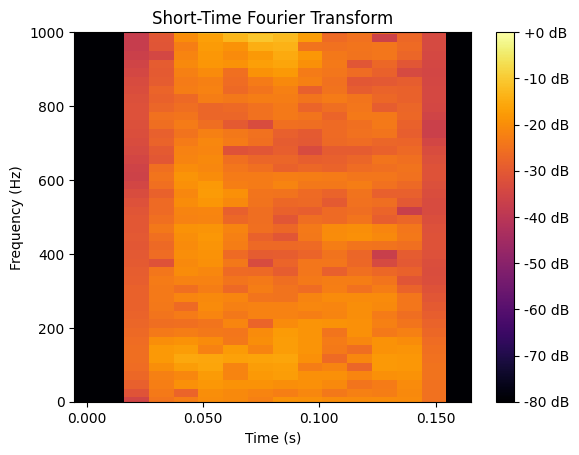 Short-Time Fourier Transform
1000
800
600
400
200
0
Frequency (Hz)
0.000
0.050
0.100
0.150
Time (s)
+0 dB
-10 dB
-20 dB
-30 dB
-40 dB
-50 dB
-60 dB
-70 dB
-80 dB